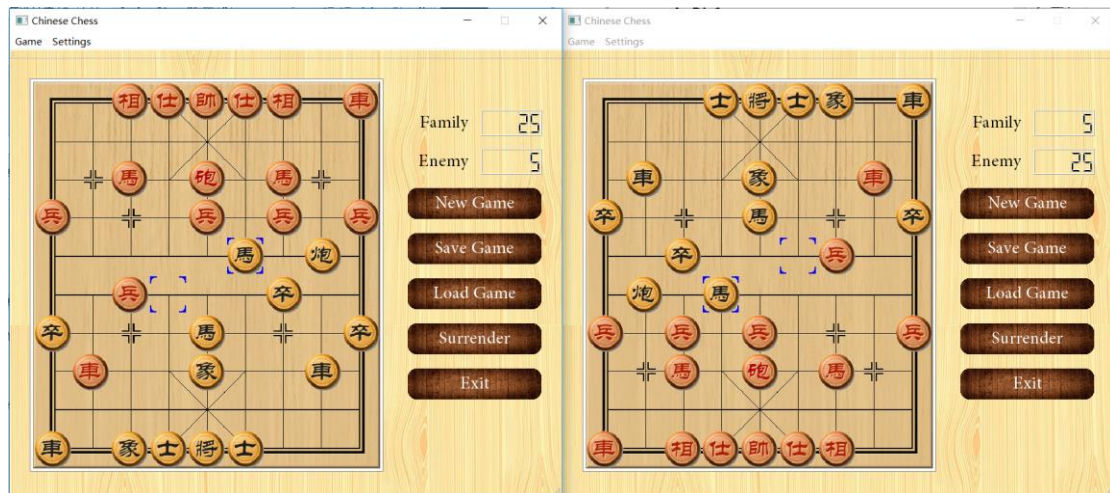 Chinese Chess
Game Settings
相 仕 帥 仕 相 車
馬 砲 馬
兵 兵 兵 兵
馬 炮
兵 卒
卒 馬 卒
車 象 車
車 象 士 將 士
Family 25
Enemy 5
New Game
Save Game
Load Game
Surrender
Exit
Chinese Chess
Game Settings
士 將 士 象 車
車 象 車
卒 馬 卒
卒 兵
炮 馬
兵 兵 兵 兵
馬 砲 馬
車 相 仕 帥 仕 相
Family 5
Enemy 25
New Game
Save Game
Load Game
Surrender
Exit